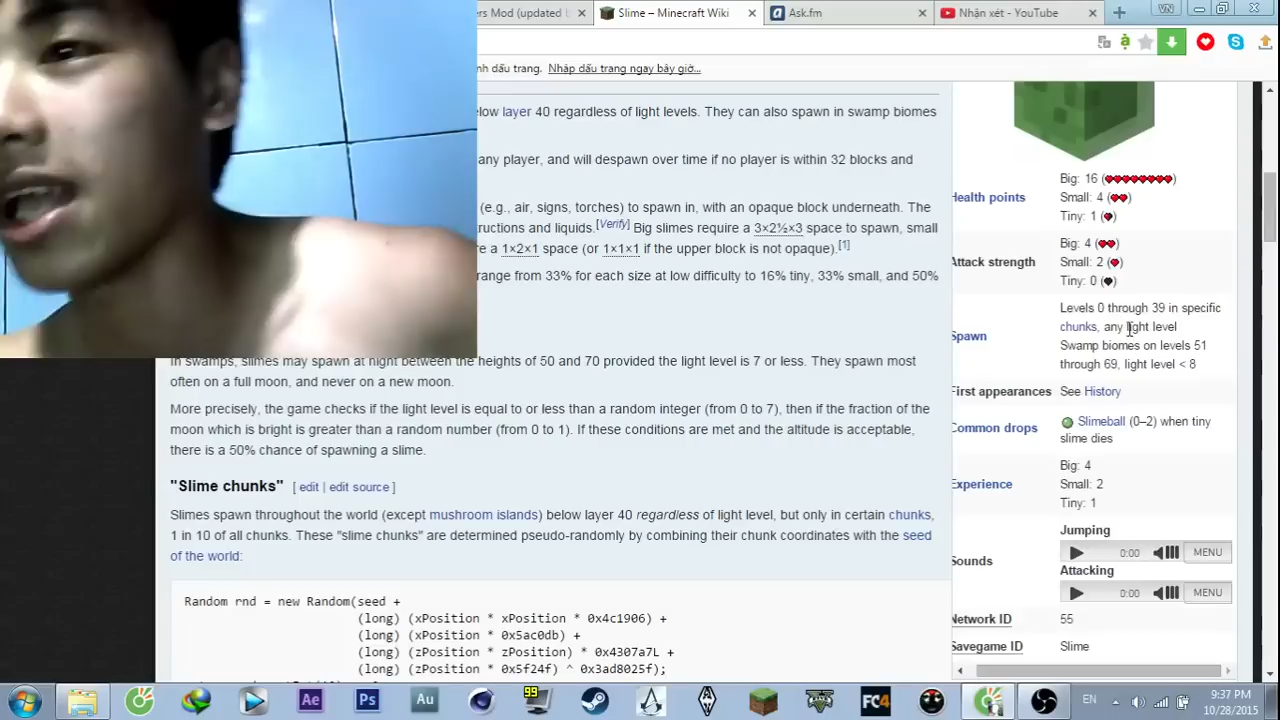 ers Mod (updated b
Slime – Minecraft Wiki
Ask.fm
Nhận xét - YouTube
VN
nh dấu trang. Nhập dấu trang ngay bây giờ...
elow layer 40 regardless of light levels. They can also spawn in swamp biomes
any player, and will despawn over time if no player is within 32 blocks and
(e.g., air, signs, torches) to spawn in, with an opaque block underneath. The
ructions and liquids.[Verify] Big slimes require a 3×2½×3 space to spawn, small
e a 1×2×1 space (or 1×1×1 if the upper block is not opaque).[1]
range from 33% for each size at low difficulty to 16% tiny, 33% small, and 50%
In swamps, slimes may spawn at night between the heights of 50 and 70 provided the light level is 7 or less. They spawn most
often on a full moon, and never on a new moon.
More precisely, the game checks if the light level is equal to or less than a random integer (from 0 to 7), then if the fraction of the
moon which is bright is greater than a random number (from 0 to 1). If these conditions are met and the altitude is acceptable,
there is a 50% chance of spawning a slime.
"Slime chunks" [ edit | edit source ]
Slimes spawn throughout the world (except mushroom islands) below layer 40 regardless of light level, but only in certain chunks,
1 in 10 of all chunks. These "slime chunks" are determined pseudo-randomly by combining their chunk coordinates with the seed
of the world:
Random rnd = new Random(seed +
(long) (xPosition * xPosition * 0x4c1906) +
(long) (xPosition * 0x5ac0db) +
(long) (zPosition * zPosition) * 0x4307a7L +
(long) (zPosition * 0x5f24f) ^ 0x3ad8025f);
Health points
Big: 16 ( )
Small: 4 ( )
Tiny: 1 ( )
Attack strength
Big: 4 ( )
Small: 2 ( )
Tiny: 0 ( )
Spawn
Levels 0 through 39 in specific
chunks, any light level
Swamp biomes on levels 51
through 69, light level < 8
First appearances
See History
Common drops
Slimeball (0–2) when tiny
slime dies
Experience
Big: 4
Small: 2
Tiny: 1
Sounds
Jumping
0:00 MENU
Attacking
0:00 MENU
Network ID
55
Savegame ID
Slime
Ae
Ps
Au
99
FC4
EN
9:37 PM
10/28/2015